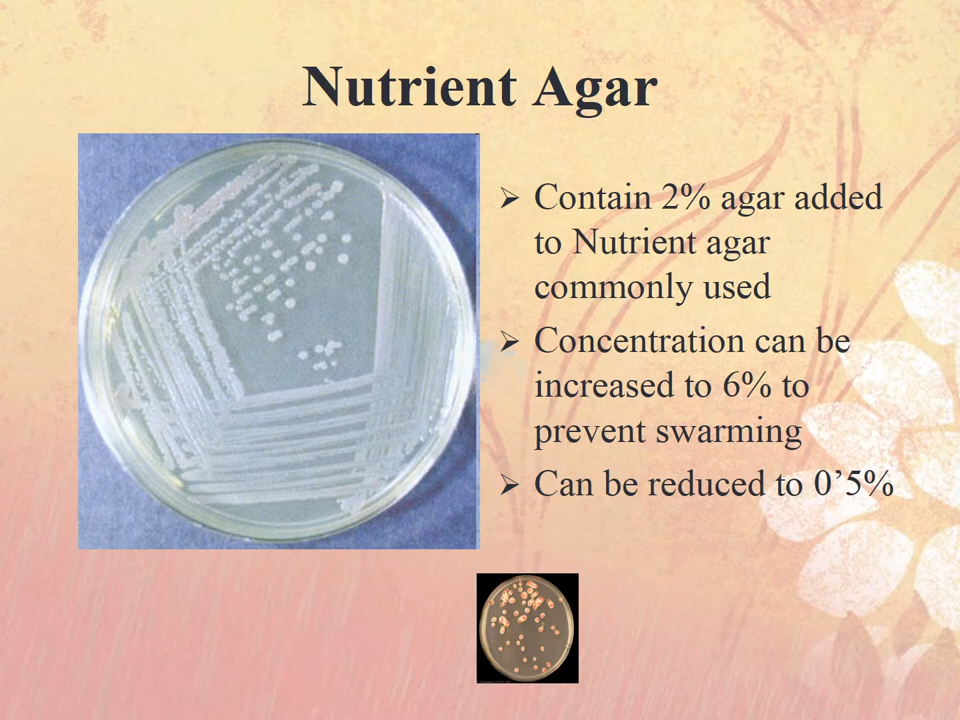 Nutrient Agar
➢ Contain 2% agar added
to Nutrient agar
commonly used
➢ Concentration can be
increased to 6% to
prevent swarming
➢ Can be reduced to 0’5%